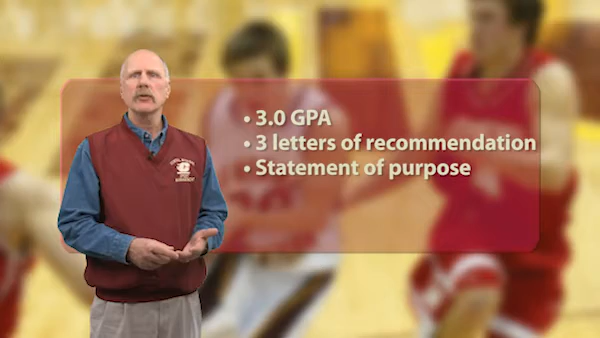 • 3.0 GPA
• 3 letters of recommendation
• Statement of purpose